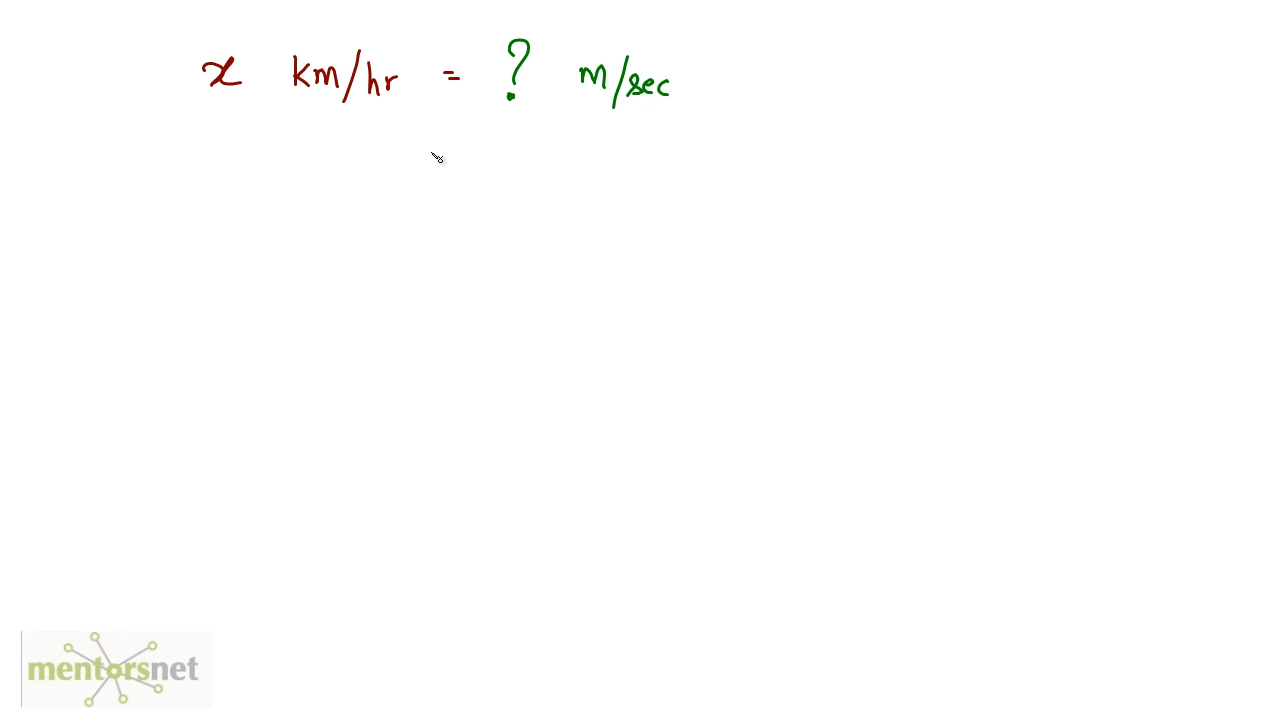 x km/hr = ? m/sec
mentorsnet